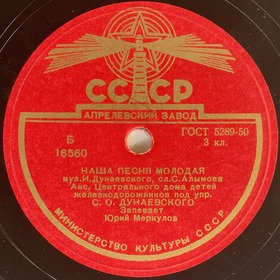 СССР
АПРЕЛЕВСКИЙ ЗАВОД
ГОСТ 5289-50
3 кл.
Б
16560
НАША ПЕСНЯ МОЛОДАЯ
муз.И.Дунаевского, сл.С.Алымова
Анс. Центрального дома детей
железнодорожников под упр.
С. О. ДУНАЕВСКОГО
Запевает
Юрий Меркулов
МИНИСТЕРСТВО КУЛЬТУРЫ СССР